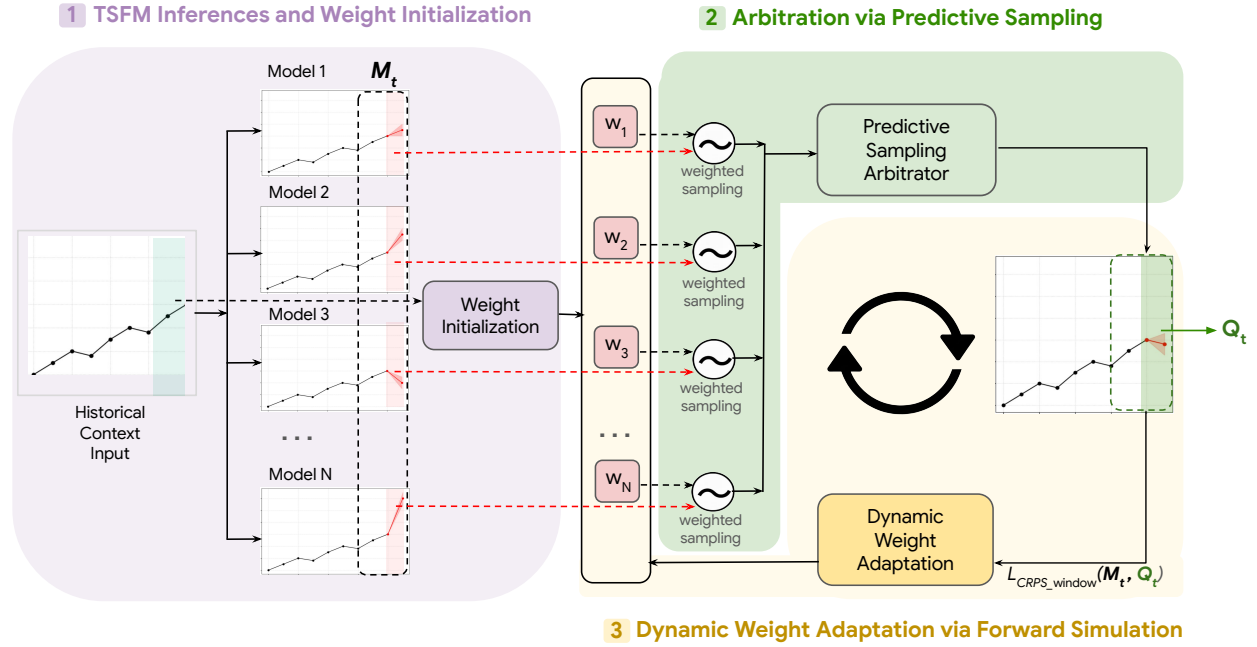 1 TSFM Inferences and Weight Initialization
2 Arbitration via Predictive Sampling
Model 1
M_t
Model 2
Model 3
. . .
Model N
Historical
Context
Input
Weight
Initialization
w_1
w_2
w_3
. . .
w_N
weighted
sampling
weighted
sampling
weighted
sampling
weighted
sampling
Predictive
Sampling
Arbitrator
Q_t
Dynamic
Weight
Adaptation
L_CRPS_window(M_t, Q_t)
3 Dynamic Weight Adaptation via Forward Simulation